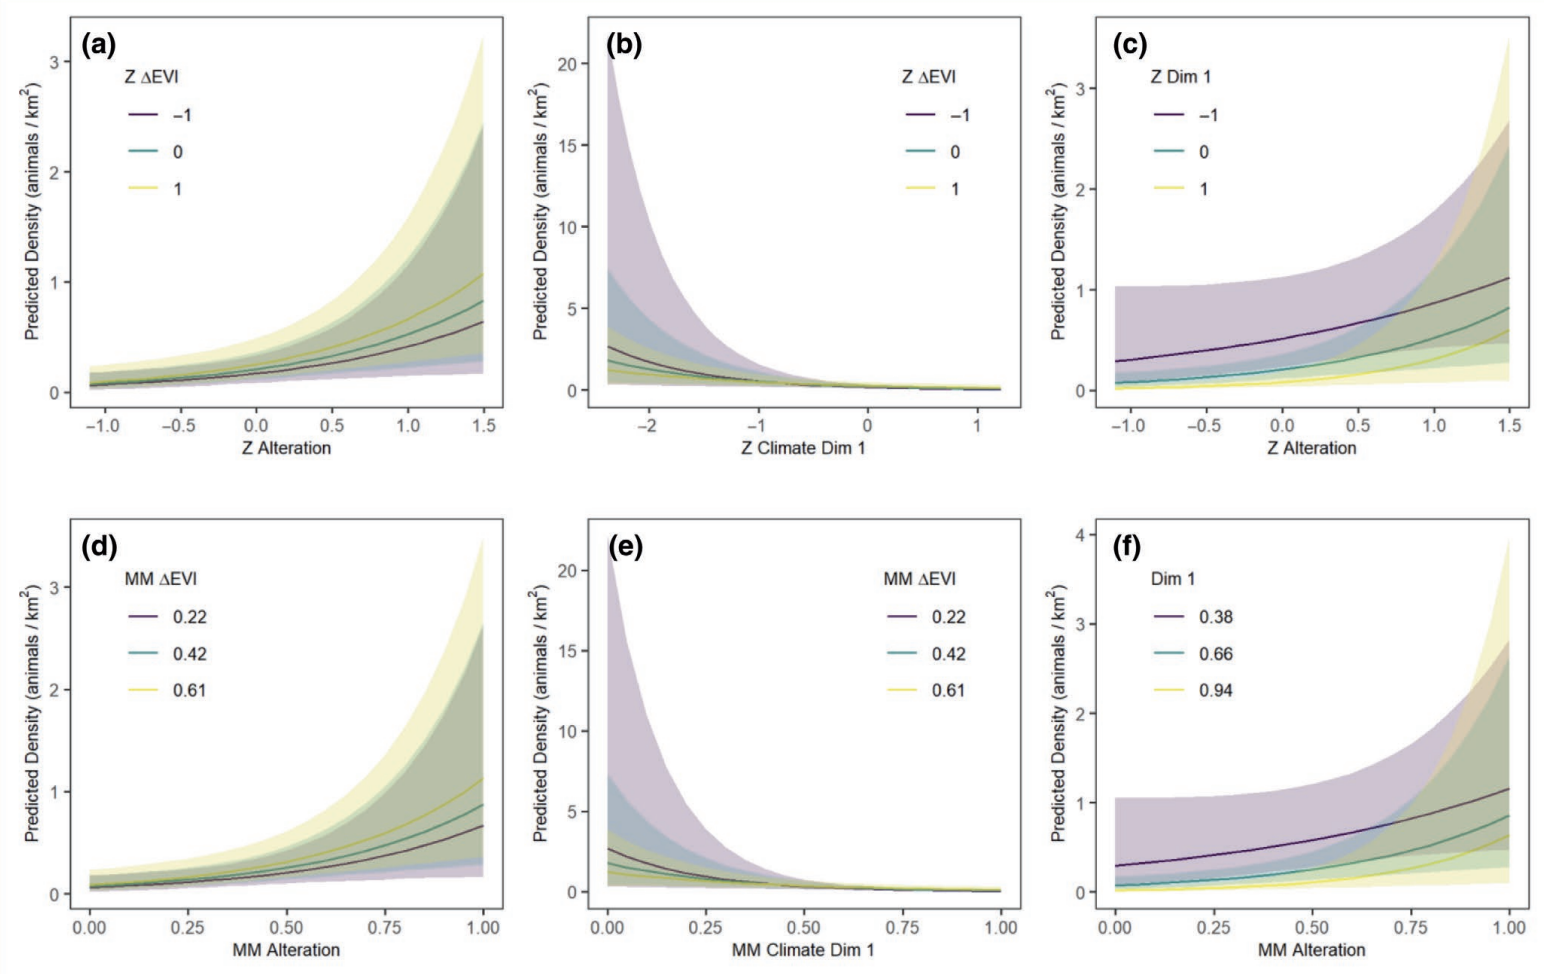 (a)
Predicted Density (animals / km²)
3
2
1
0
Z ΔEVI
−1
0
1
−1.0 −0.5 0.0 0.5 1.0 1.5
Z Alteration
(b)
Predicted Density (animals / km²)
20
15
10
5
0
Z ΔEVI
−1
0
1
−2 −1 0 1
Z Climate Dim 1
(c)
Predicted Density (animals / km²)
3
2
1
0
Z Dim 1
−1
0
1
−1.0 −0.5 0.0 0.5 1.0 1.5
Z Alteration
(d)
Predicted Density (animals / km²)
3
2
1
0
MM ΔEVI
0.22
0.42
0.61
0.00 0.25 0.50 0.75 1.00
MM Alteration
(e)
Predicted Density (animals / km²)
20
15
10
5
0
MM ΔEVI
0.22
0.42
0.61
0.00 0.25 0.50 0.75 1.00
MM Climate Dim 1
(f)
Predicted Density (animals / km²)
4
3
2
1
0
Dim 1
0.38
0.66
0.94
0.00 0.25 0.50 0.75 1.00
MM Alteration